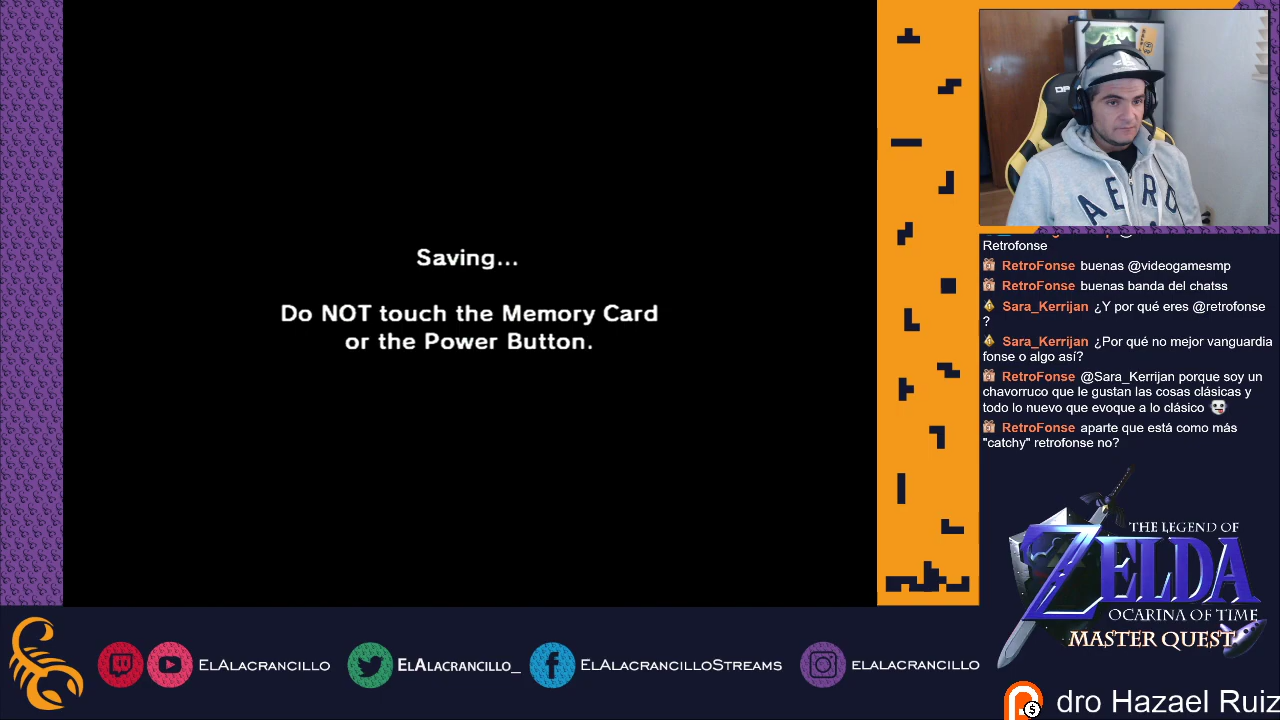 Saving...
Do NOT touch the Memory Card
or the Power Button.
AERO
Retrofonse
RetroFonse buenas @videogamesmp
RetroFonse buenas banda del chatss
Sara_Kerrijan ¿Y por qué eres @retrofonse
?
Sara_Kerrijan ¿Por qué no mejor vanguardia
fonse o algo así?
RetroFonse @Sara_Kerrijan porque soy un
chavorruco que le gustan las cosas clásicas y
todo lo nuevo que evoque a lo clásico
RetroFonse aparte que está como más
"catchy" retrofonse no?
THE LEGEND OF
ZELDA
OCARINA OF TIME
MASTER QUEST
ElAlacrancillo
ElAlacrancillo_
ElAlacrancilloStreams
elalacrancillo
dro Hazael Ruiz